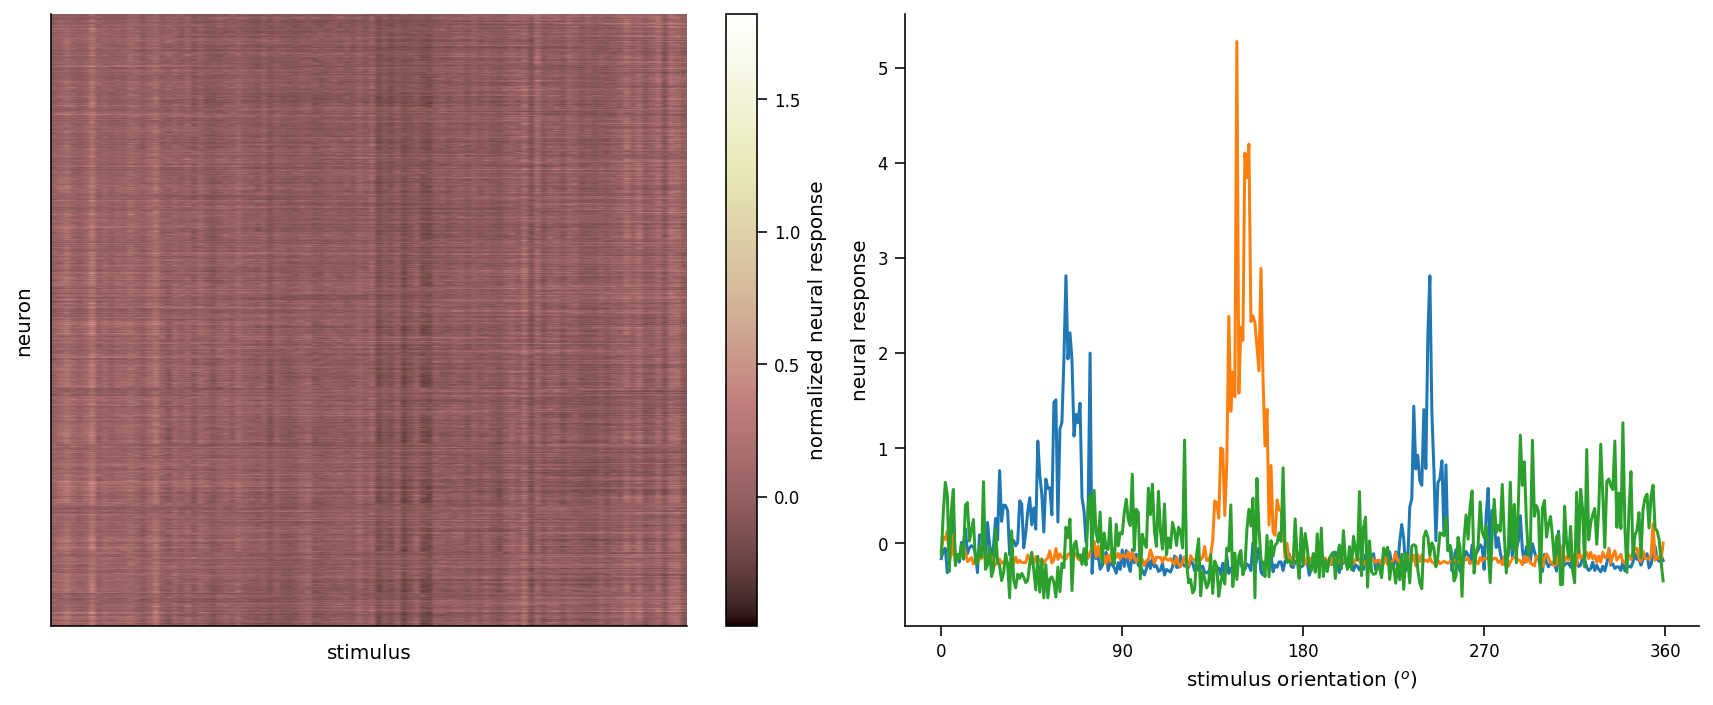 neuron
stimulus
1.5
1.0
0.5
0.0
normalized neural response
neural response
5
4
3
2
1
0
0 90 180 270 360
stimulus orientation (º)